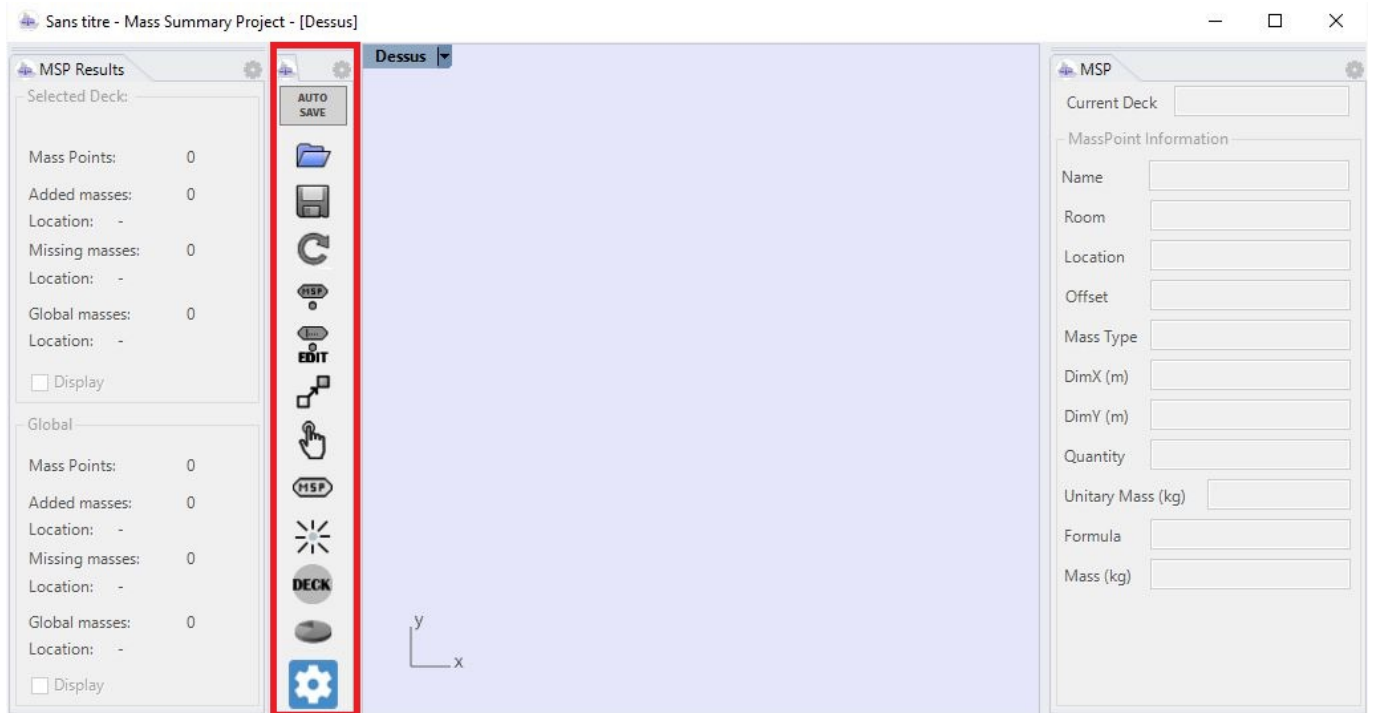 Sans titre - Mass Summary Project - [Dessus]
MSP Results
Selected Deck:
Mass Points: 0
Added masses: 0
Location: -
Missing masses: 0
Location: -
Global masses: 0
Location: -
Display
Global
Mass Points: 0
Added masses: 0
Location: -
Missing masses: 0
Location: -
Global masses: 0
Location: -
Display
AUTO
SAVE
MSP
EDIT
MSP
DECK
Dessus
y
x
MSP
Current Deck
MassPoint Information
Name
Room
Location
Offset
Mass Type
DimX (m)
DimY (m)
Quantity
Unitary Mass (kg)
Formula
Mass (kg)